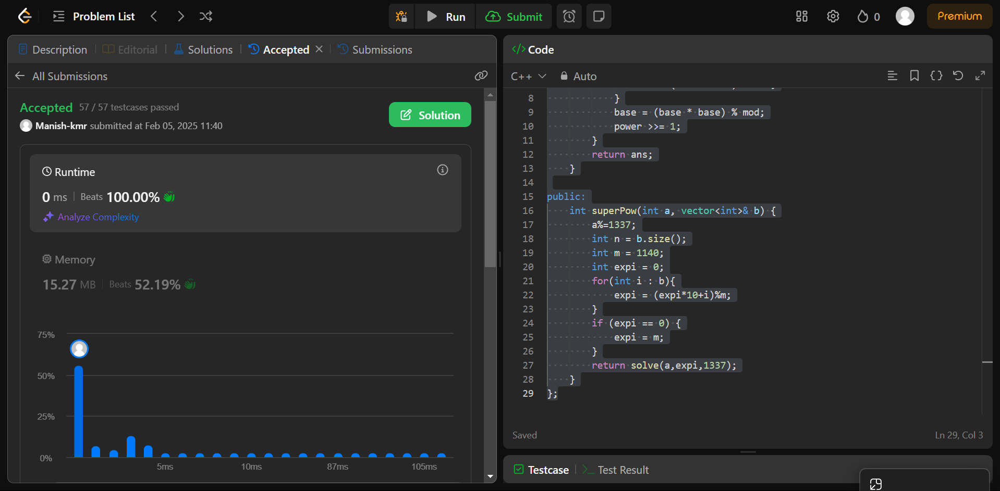 Problem List
Run
Submit
0
Premium
Description
Editorial
Solutions
Accepted
Submissions
All Submissions
Accepted 57 / 57 testcases passed
Manish-kmr submitted at Feb 05, 2025 11:40
Solution
Runtime
0 ms Beats 100.00%
Analyze Complexity
Memory
15.27 MB Beats 52.19%
75%
50%
25%
0%
5ms 10ms 87ms 105ms
</> Code
C++ Auto
8 }
9 base = (base * base) % mod;
10 power >>= 1;
11 }
12 return ans;
13 }
14
15 public:
16 int superPow(int a, vector<int>& b) {
17 a%=1337;
18 int n = b.size();
19 int m = 1140;
20 int expi = 0;
21 for(int i : b){
22 expi = (expi*10+i)%m;
23 }
24 if (expi == 0) {
25 expi = m;
26 }
27 return solve(a,expi,1337);
28 }
29 };
Saved
Ln 29, Col 3
Testcase
Test Result